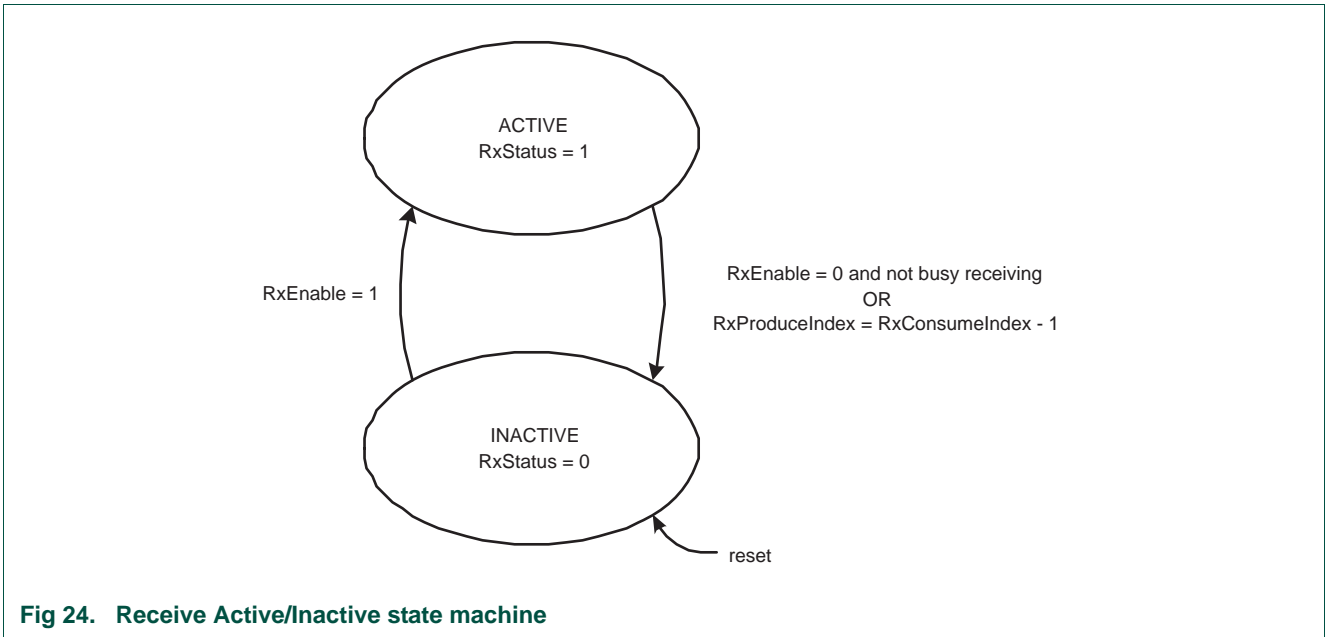 ACTIVE
RxStatus = 1
RxEnable = 1
RxEnable = 0 and not busy receiving
OR
RxProduceIndex = RxConsumeIndex - 1
INACTIVE
RxStatus = 0
reset
Fig 24. Receive Active/Inactive state machine